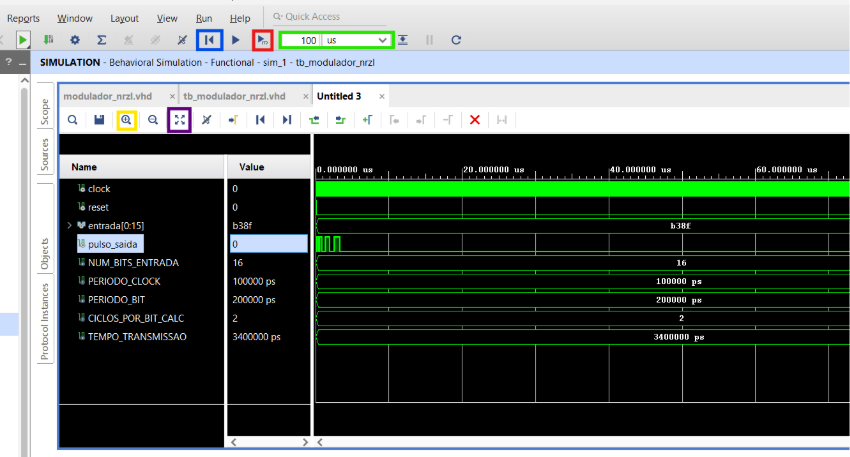 Reports Window Layout View Run Help Quick Access
100 us
? SIMULATION - Behavioral Simulation - Functional - sim_1 - tb_modulador_nrzl
modulador_nrzl.vhd × tb_modulador_nrzl.vhd × Untitled 3 ×
Scope
Sources
Objects
Protocol Instances
Name Value
0.000000 us 20.000000 us 40.000000 us 60.000000 us
clock 0
reset 0
entrada[0:15] b38f b38f
pulso_saida 0
NUM_BITS_ENTRADA 16 16
PERIODO_CLOCK 100000 ps 100000 ps
PERIODO_BIT 200000 ps 200000 ps
CICLOS_POR_BIT_CALC 2 2
TEMPO_TRANSMISSAO 3400000 ps 3400000 ps